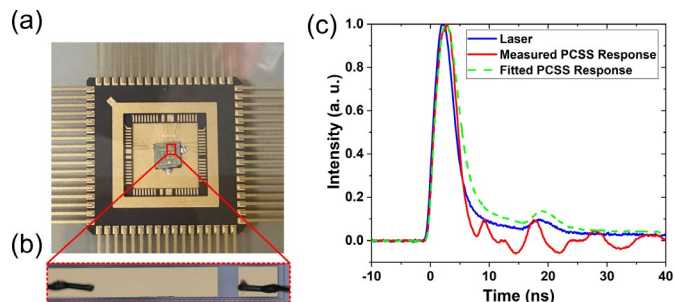 (a)
(b)
(c)
Intensity (a. u.)
1.0
0.8
0.6
0.4
0.2
0.0
Laser
Measured PCSS Response
Fitted PCSS Response
-10
0
10
20
30
40
Time (ns)